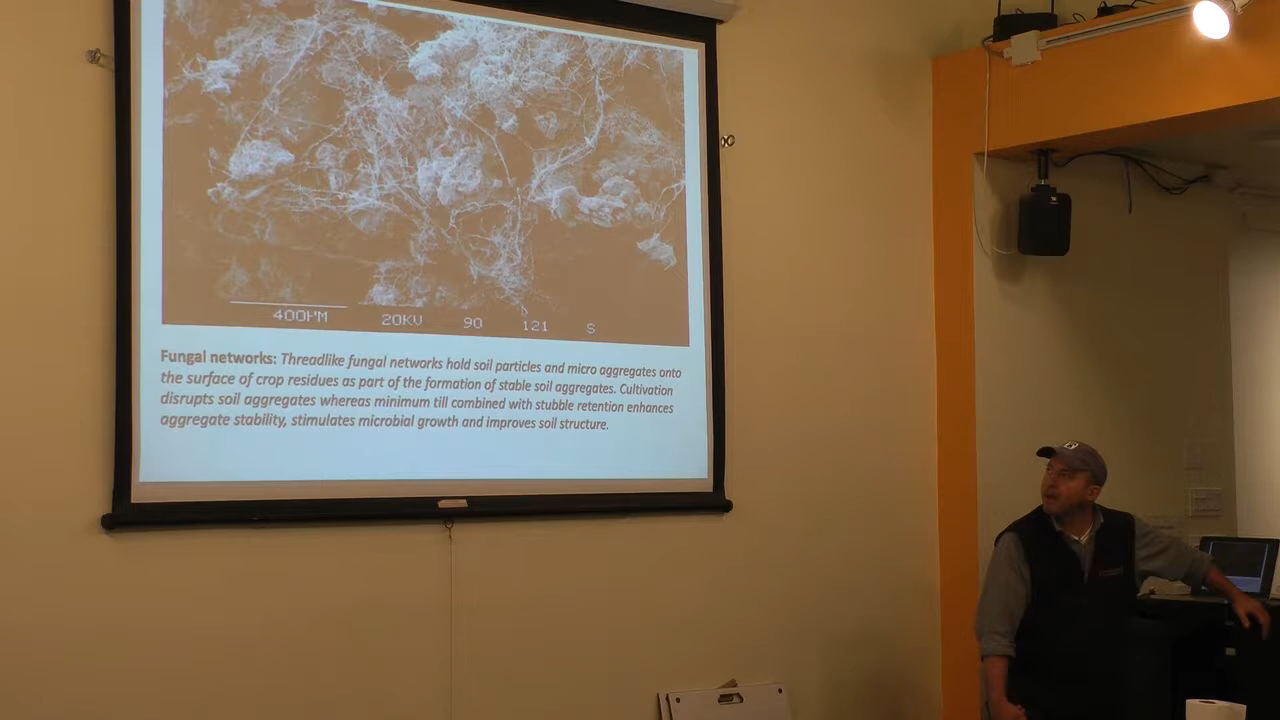 400µM 20KV 90 121 S
Fungal networks: Threadlike fungal networks hold soil particles and micro aggregates onto
the surface of crop residues as part of the formation of stable soil aggregates. Cultivation
disrupts soil aggregates whereas minimum till combined with stubble retention enhances
aggregate stability, stimulates microbial growth and improves soil structure.